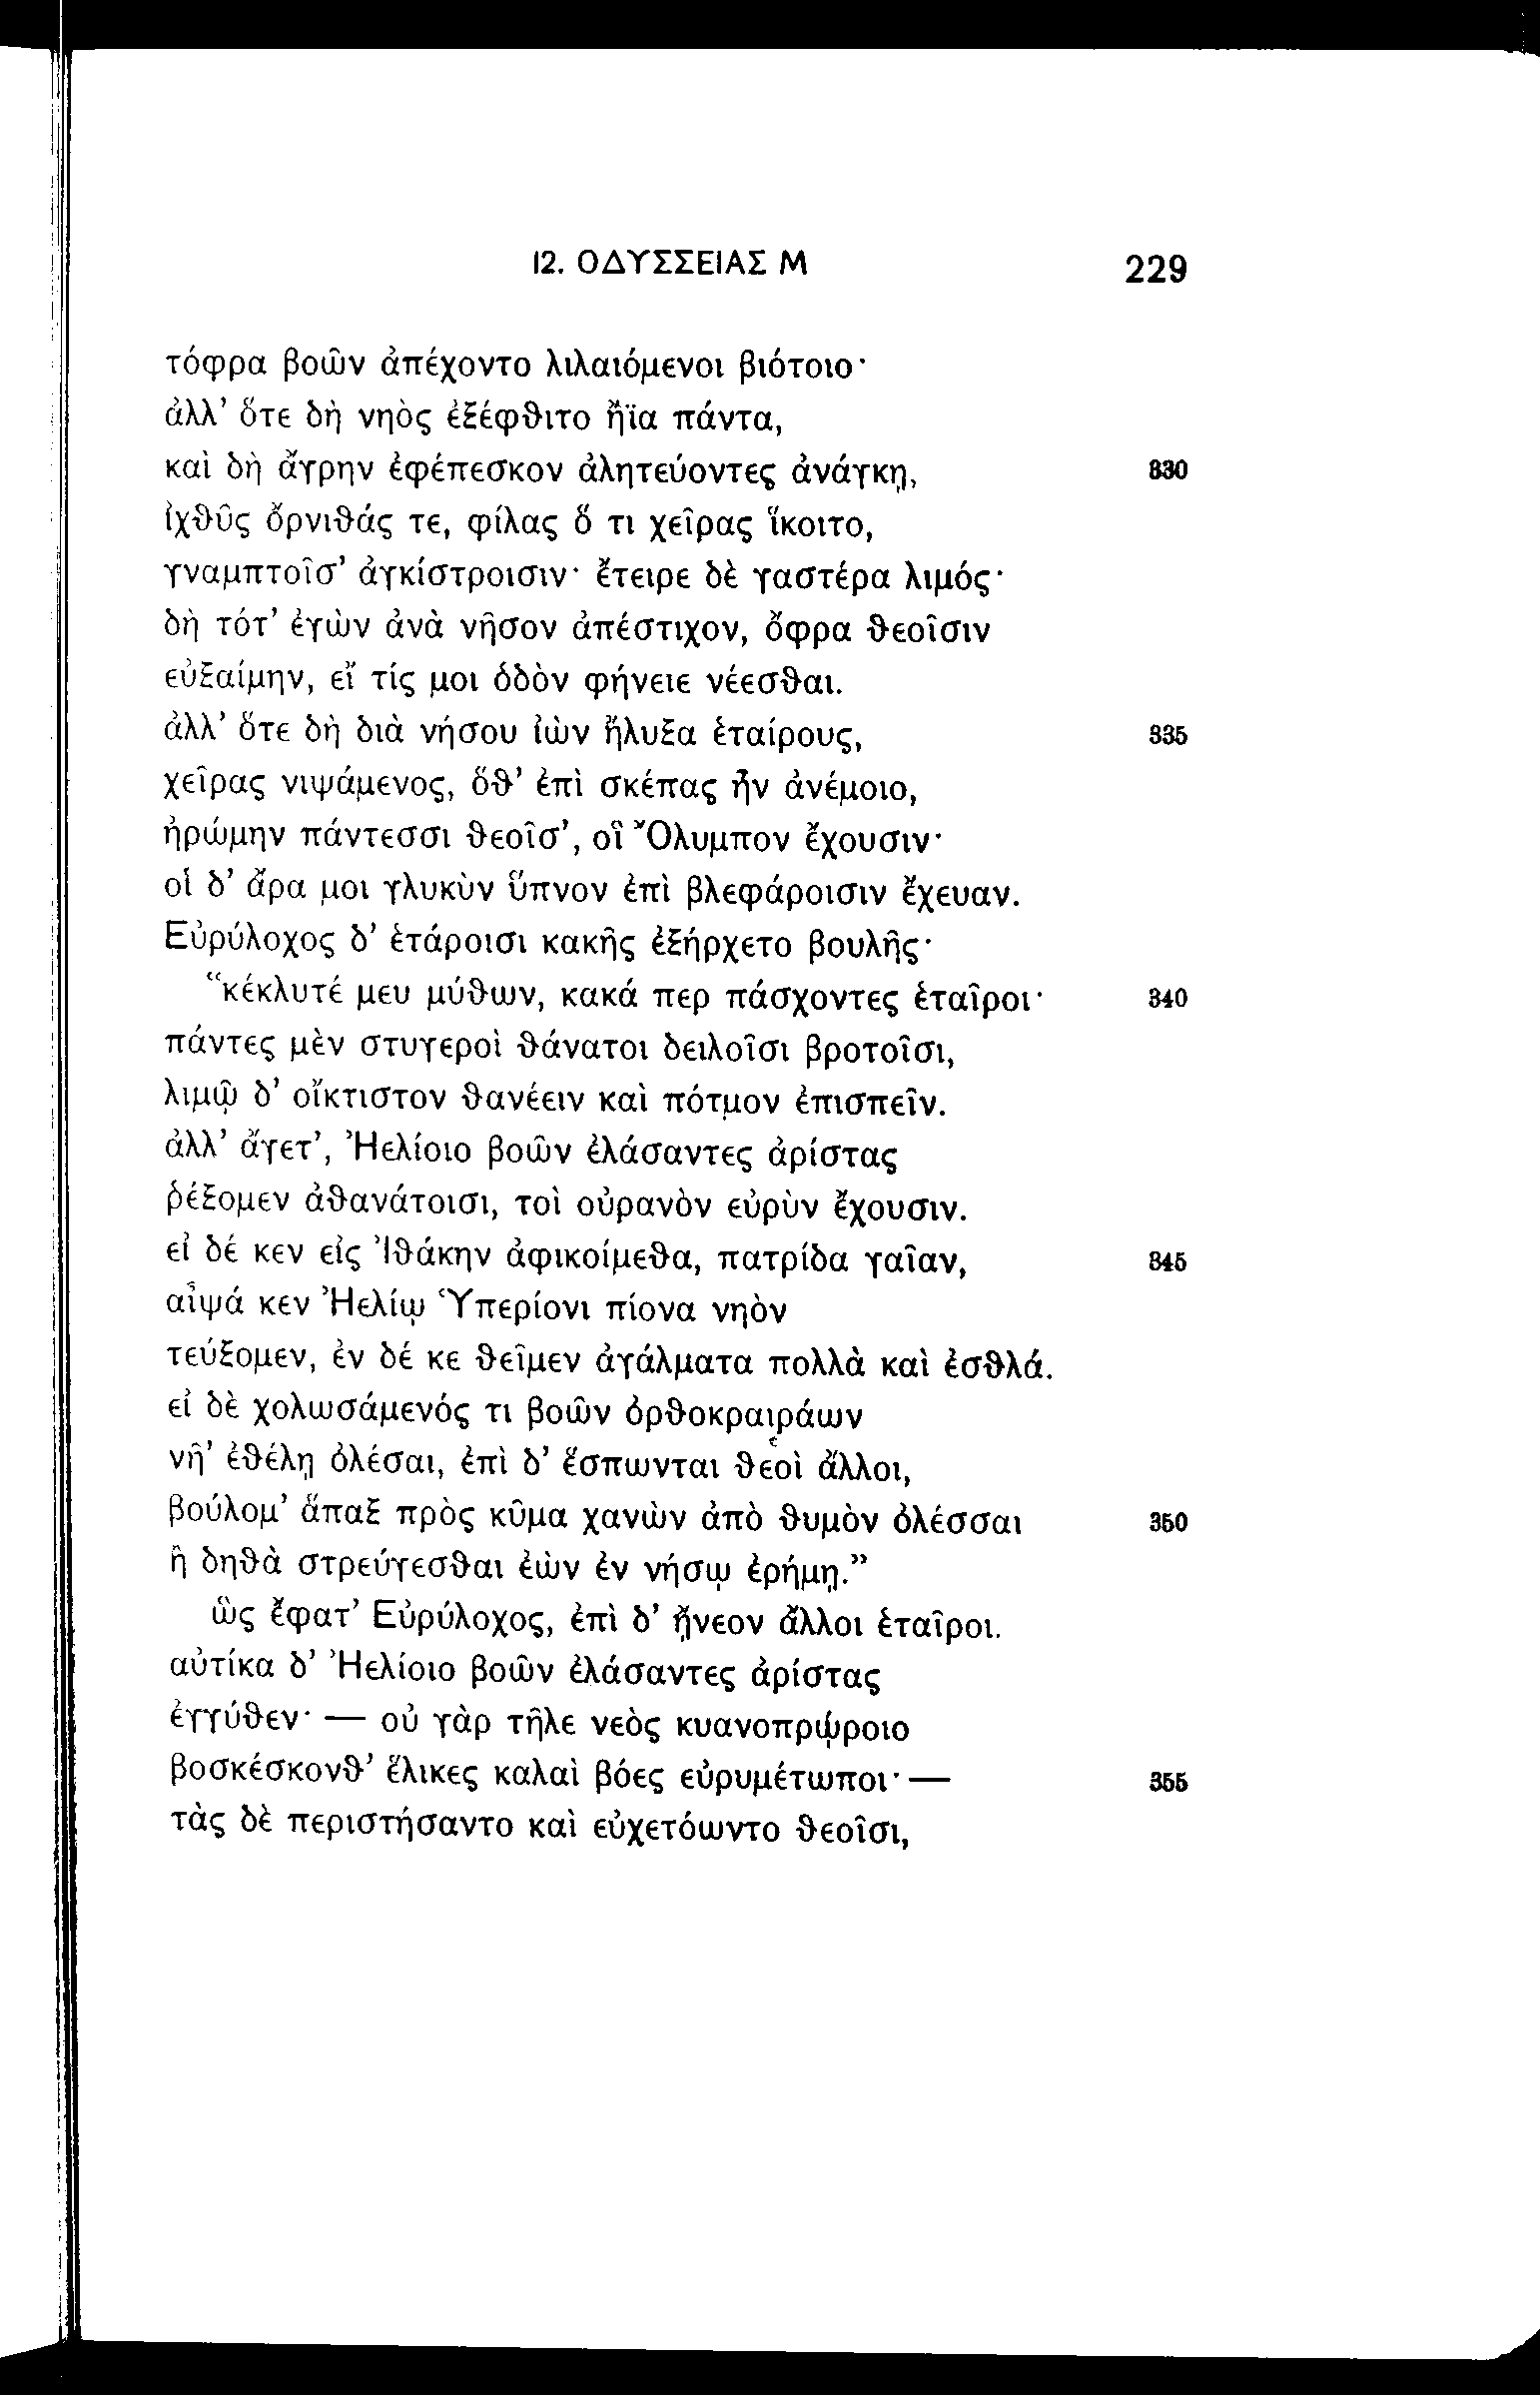 12. ΟΔΥΣΣΕΙΑΣ Μ 229
τόφρα βοῶν ἀπέχοντο λιλαιόμενοι βιότοιο·
ἀλλ’ ὅτε δὴ νηὸς ἐξέφθιτο ἤϊα πάντα,
καὶ δὴ ἄγρην ἐφέπεσκον ἀλητεύοντες ἀνάγκῃ, 330
ἰχθῦς ὄρνιθάς τε, φίλας ὅ τι χεῖρας ἵκοιτο,
γναμπτοῖσ’ ἀγκίστροισιν· ἔτειρε δὲ γαστέρα λιμός·
δὴ τότ’ ἐγὼν ἀνὰ νῆσον ἀπέστιχον, ὄφρα θεοῖσιν
εὐξαίμην, εἴ τίς μοι ὁδὸν φήνειε νέεσθαι.
ἀλλ’ ὅτε δὴ διὰ νήσου ἰὼν ἤλυξα ἑταίρους, 335
χεῖρας νιψάμενος, ὅθ’ ἐπὶ σκέπας ἦν ἀνέμοιο,
ἠρώμην πάντεσσι θεοῖσ’, οἳ Ὄλυμπον ἔχουσιν·
οἱ δ’ ἄρα μοι γλυκὺν ὕπνον ἐπὶ βλεφάροισιν ἔχευαν.
Εὐρύλοχος δ’ ἑτάροισι κακῆς ἐξήρχετο βουλῆς·
“κέκλυτέ μευ μύθων, κακά περ πάσχοντες ἑταῖροι· 340
πάντες μὲν στυγεροὶ θάνατοι δειλοῖσι βροτοῖσι,
λιμῷ δ’ οἴκτιστον θανέειν καὶ πότμον ἐπισπεῖν.
ἀλλ’ ἄγετ’, Ἠελίοιο βοῶν ἐλάσαντες ἀρίστας
ῥέξομεν ἀθανάτοισι, τοὶ οὐρανὸν εὐρὺν ἔχουσιν.
εἰ δέ κεν εἰς Ἰθάκην ἀφικοίμεθα, πατρίδα γαῖαν, 345
αἶψά κεν Ἠελίῳ Ὑπερίονι πίονα νηὸν
τεύξομεν, ἐν δέ κε θεῖμεν ἀγάλματα πολλὰ καὶ ἐσθλά.
εἰ δὲ χολωσάμενός τι βοῶν ὀρθοκραιράων
νῆ’ ἐθέλῃ ὀλέσαι, ἐπὶ δ’ ἕσπωνται θεοὶ ἄλλοι,
βούλομ’ ἅπαξ πρὸς κῦμα χανὼν ἀπὸ θυμὸν ὀλέσσαι 350
ἢ δηθὰ στρεύγεσθαι ἐὼν ἐν νήσῳ ἐρήμῃ.”
ὣς ἔφατ’ Εὐρύλοχος, ἐπὶ δ’ ᾔνεον ἄλλοι ἑταῖροι.
αὐτίκα δ’ Ἠελίοιο βοῶν ἐλάσαντες ἀρίστας
ἐγγύθεν· — οὐ γὰρ τῆλε νεὸς κυανοπρῴροιο
βοσκέσκονθ’ ἕλικες καλαὶ βόες εὐρυμέτωποι· — 355
τὰς δὲ περιστήσαντο καὶ εὐχετόωντο θεοῖσι,